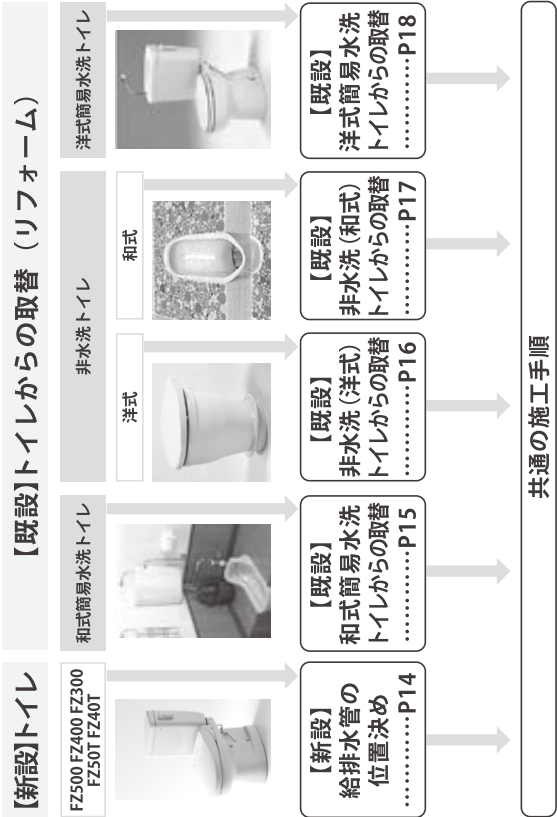 【新設】トイレ
FZ500 FZ400 FZ300
FZ50T FZ40T
【新設】
給排水管の
位置決め
…………P14
【既設】トイレからの取替（リフォーム）
和式簡易水洗トイレ
【既設】
和式簡易水洗
トイレからの取替
…………P15
非水洗トイレ
洋式
【既設】
非水洗（洋式）
トイレからの取替
…………P16
和式
【既設】
非水洗（和式）
トイレからの取替
…………P17
洋式簡易水洗トイレ
【既設】
洋式簡易水洗
トイレからの取替
…………P18
共通の施工手順